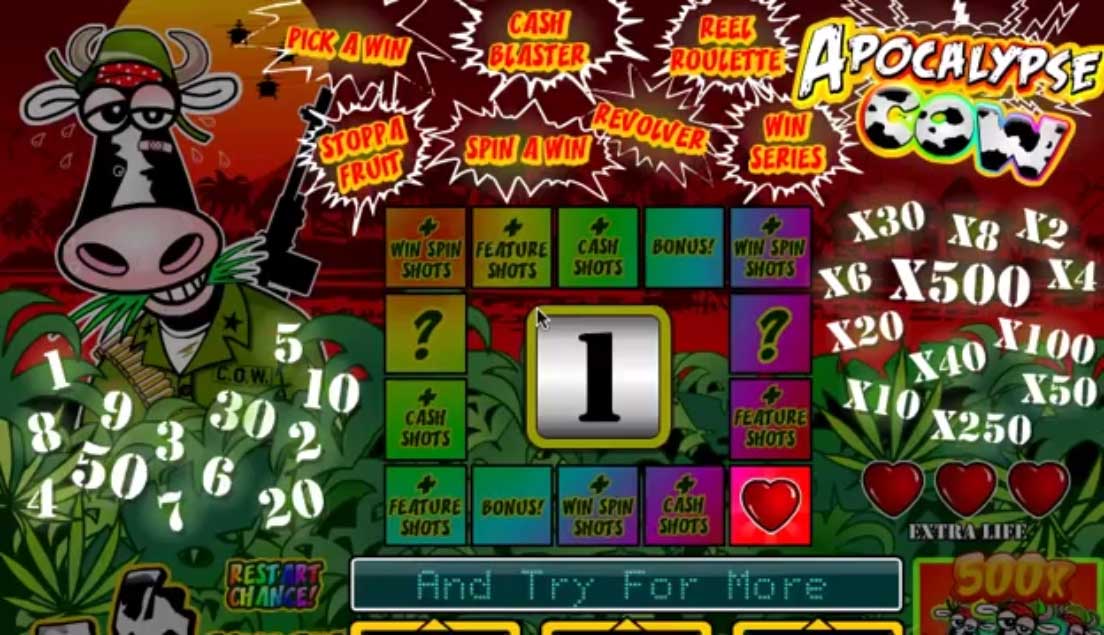 PICK A WIN
CASH
BLASTER
REEL
ROULETTE
APOCALYPSE
COW
STOPPA
FRUIT
SPIN A WIN
REVOLVER
WIN
SERIES
+
WIN SPIN
SHOTS
+
FEATURE
SHOTS
+
CASH
SHOTS
BONUS!
+
WIN SPIN
SHOTS
?
?
+
CASH
SHOTS
+
FEATURE
SHOTS
+
FEATURE
SHOTS
BONUS!
+
WIN SPIN
SHOTS
+
CASH
SHOTS
1
C.O.W.
1
5
10
9
30
8
3
2
50
6
4
7
20
X30
X8
X2
X6
X500
X4
X20
X100
X40
X50
X10
X250
EXTRA LIFE
RESTART
CHANCE!
And Try For More
500X